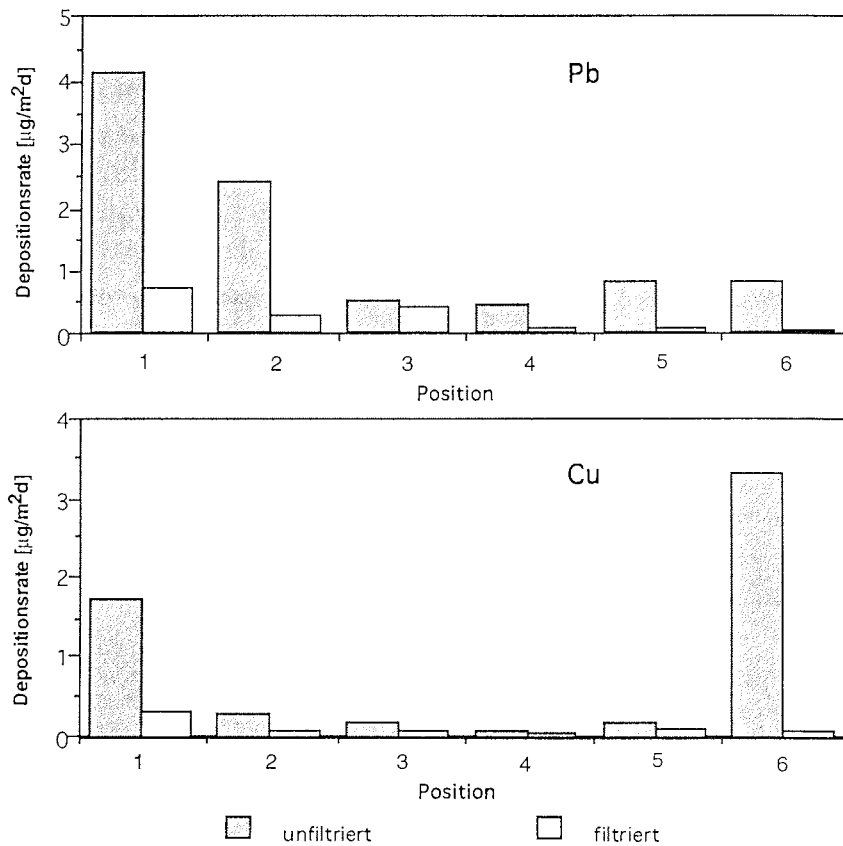 Pb
Depositionsrate [µg/m²d]
5
4
3
2
1
0
1 2 3 4 5 6
Position
Cu
Depositionsrate [µg/m²d]
4
3
2
1
0
1 2 3 4 5 6
Position
unfiltriert filtriert